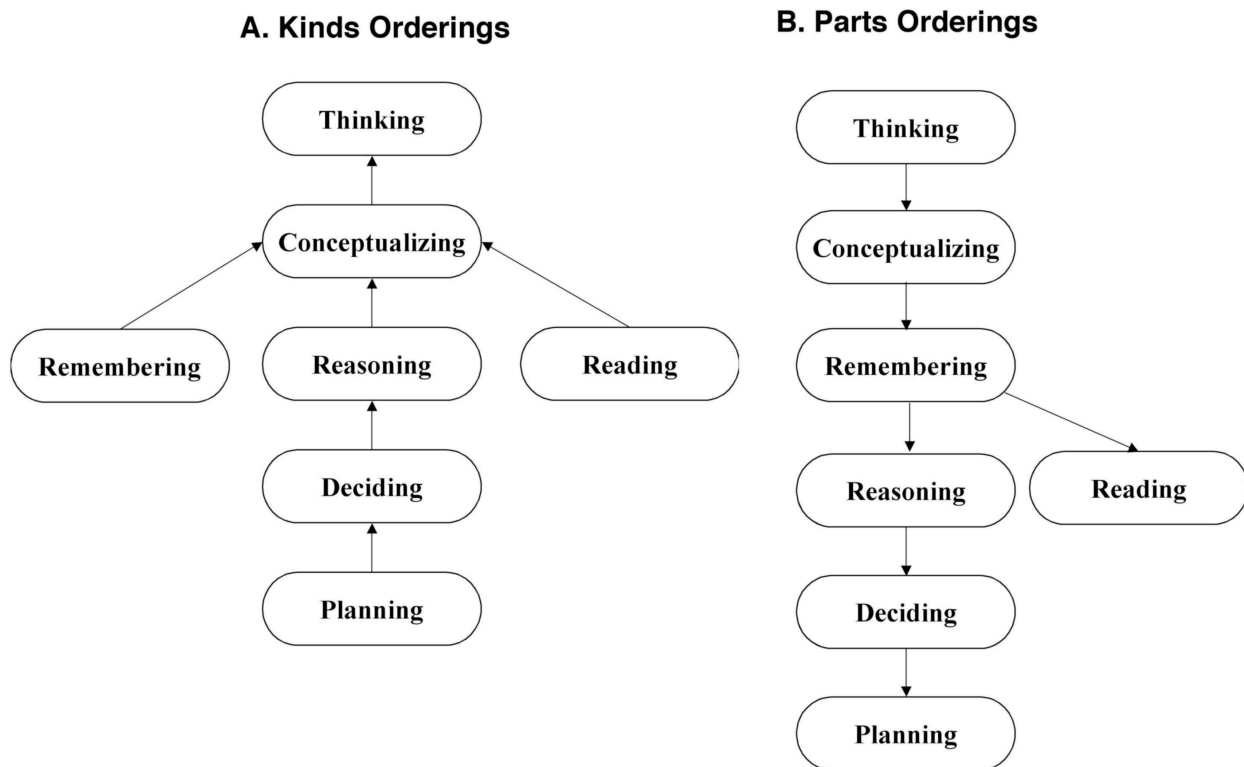 A. Kinds Orderings
Thinking
Conceptualizing
Remembering
Reasoning
Reading
Deciding
Planning
B. Parts Orderings
Thinking
Conceptualizing
Remembering
Reasoning
Reading
Deciding
Planning